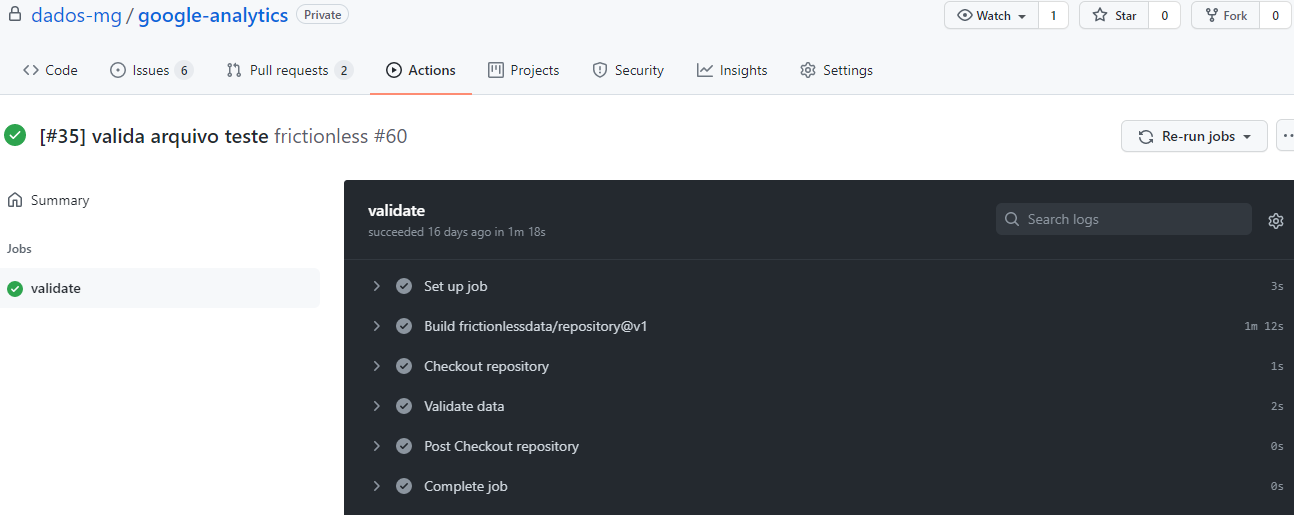 dados-mg / google-analytics Private Watch 1 Star 0 Fork 0
Code Issues 6 Pull requests 2 Actions Projects Security Insights Settings
[#35] valida arquivo teste frictionless #60 Re-run jobs
Summary
Jobs
validate
validate
succeeded 16 days ago in 1m 18s
Search logs
Set up job 3s
Build frictionlessdata/repository@v1 1m 12s
Checkout repository 1s
Validate data 2s
Post Checkout repository 0s
Complete job 0s